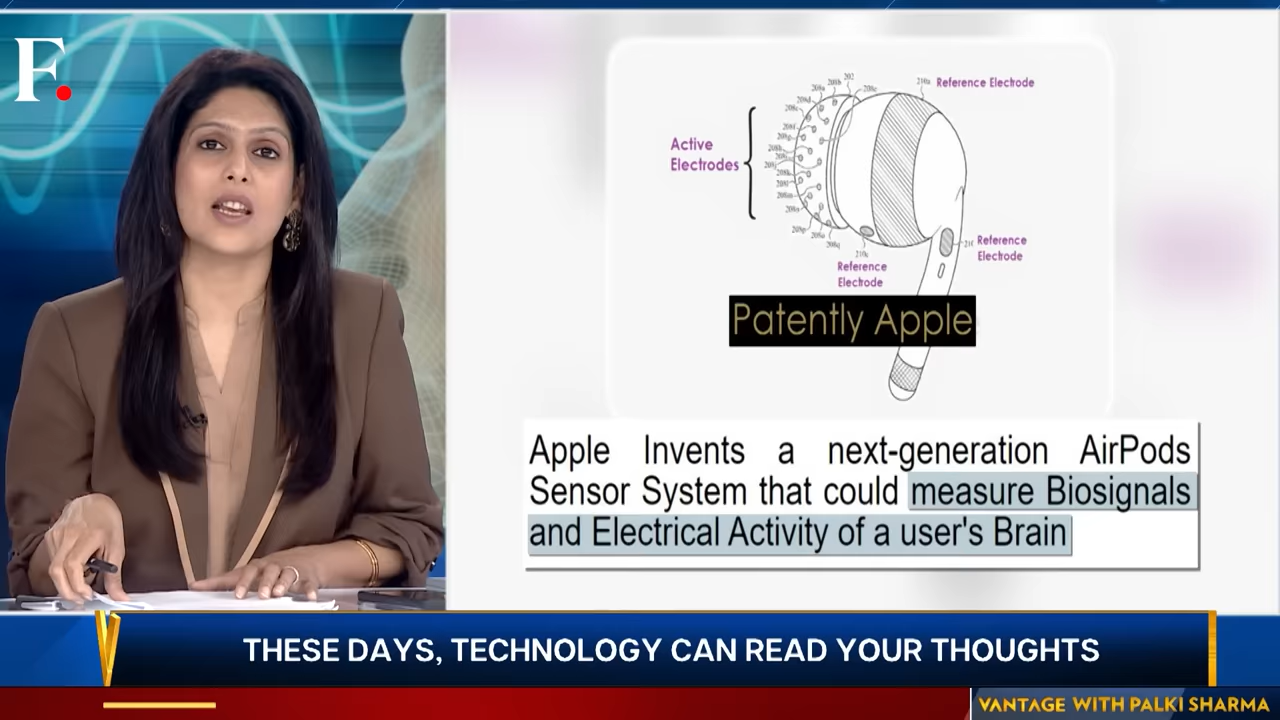 F.
Active
Electrodes
Reference Electrode
Reference
Electrode
Reference
Electrode
Patently Apple
Apple Invents a next-generation AirPods
Sensor System that could measure Biosignals
and Electrical Activity of a user's Brain
THESE DAYS, TECHNOLOGY CAN READ YOUR THOUGHTS
VANTAGE WITH PALKI SHARMA